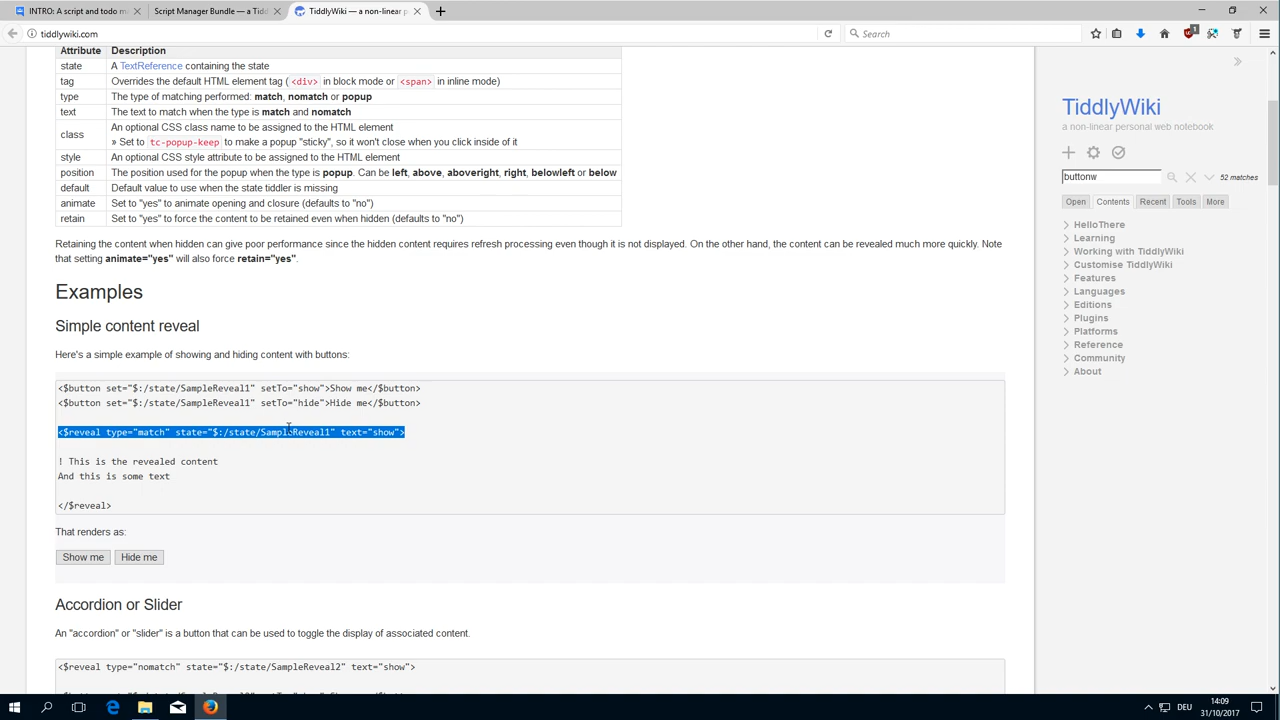 INTRO: A script and todo m
Script Manager Bundle — a Tidd
TiddlyWiki — a non-linear p
tiddlywiki.com
Search
1
Attribute Description
state A TextReference containing the state
tag Overrides the default HTML element tag ( <div> in block mode or <span> in inline mode)
type The type of matching performed: match, nomatch or popup
text The text to match when the type is match and nomatch
class An optional CSS class name to be assigned to the HTML element
» Set to tc-popup-keep to make a popup "sticky", so it won't close when you click inside of it
style An optional CSS style attribute to be assigned to the HTML element
position The position used for the popup when the type is popup. Can be left, above, aboveright, right, belowleft or below
default Default value to use when the state tiddler is missing
animate Set to "yes" to animate opening and closure (defaults to "no")
retain Set to "yes" to force the content to be retained even when hidden (defaults to "no")
Retaining the content when hidden can give poor performance since the hidden content requires refresh processing even though it is not displayed. On the other hand, the content can be revealed much more quickly. Note
that setting animate="yes" will also force retain="yes".
Examples
Simple content reveal
Here's a simple example of showing and hiding content with buttons:
<$button set="$:/state/SampleReveal1" setTo="show">Show me</$button>
<$button set="$:/state/SampleReveal1" setTo="hide">Hide me</$button>
<$reveal type="match" state="$:/state/SampleReveal1" text="show">
! This is the revealed content
And this is some text
</$reveal>
That renders as:
Show me Hide me
Accordion or Slider
An "accordion" or "slider" is a button that can be used to toggle the display of associated content.
<$reveal type="nomatch" state="$:/state/SampleReveal2" text="show">
TiddlyWiki
a non-linear personal web notebook
buttonw
52 matches
Open Contents Recent Tools More
HelloThere
Learning
Working with TiddlyWiki
Customise TiddlyWiki
Features
Languages
Editions
Plugins
Platforms
Reference
Community
About
DEU
14:09
31/10/2017